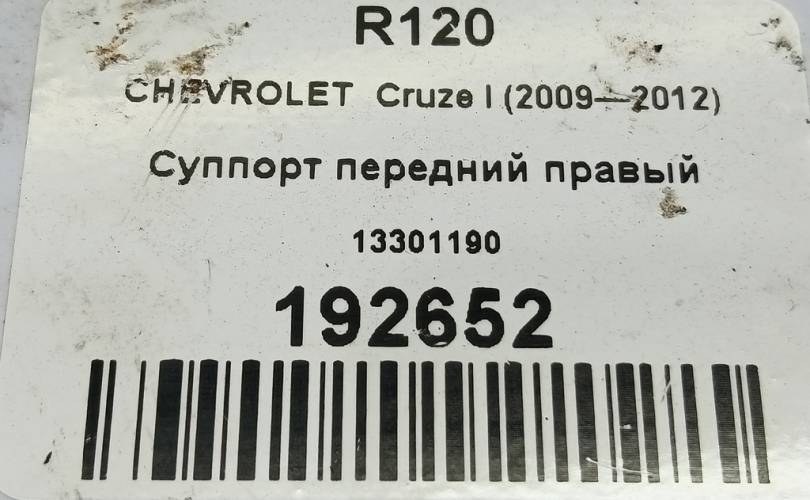 R120
CHEVROLET Cruze I (2009—2012)
Суппорт передний правый
13301190
192652